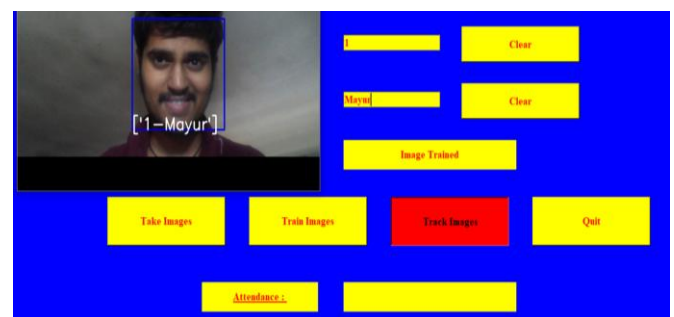 1
Clear
['1-Mayur']
Mayur
Clear
Image Trained
Take Images
Train Images
Track Images
Quit
Attendance :